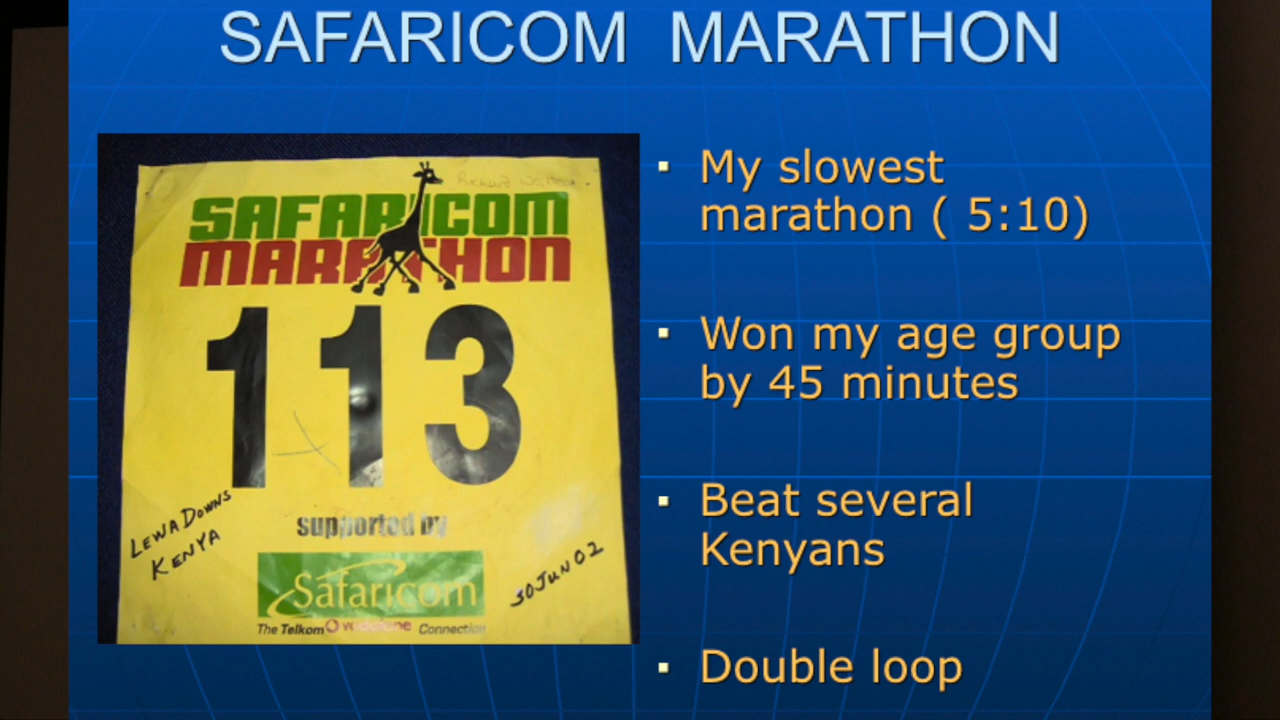 SAFARICOM MARATHON
SAFARICOM
MARATHON
113
LEWA DOWNS
KENYA
supported by
Safaricom
The Telkom vodafone Connection
30 JUN 02
▪ My slowest
marathon ( 5:10)
▪ Won my age group
by 45 minutes
▪ Beat several
Kenyans
▪ Double loop